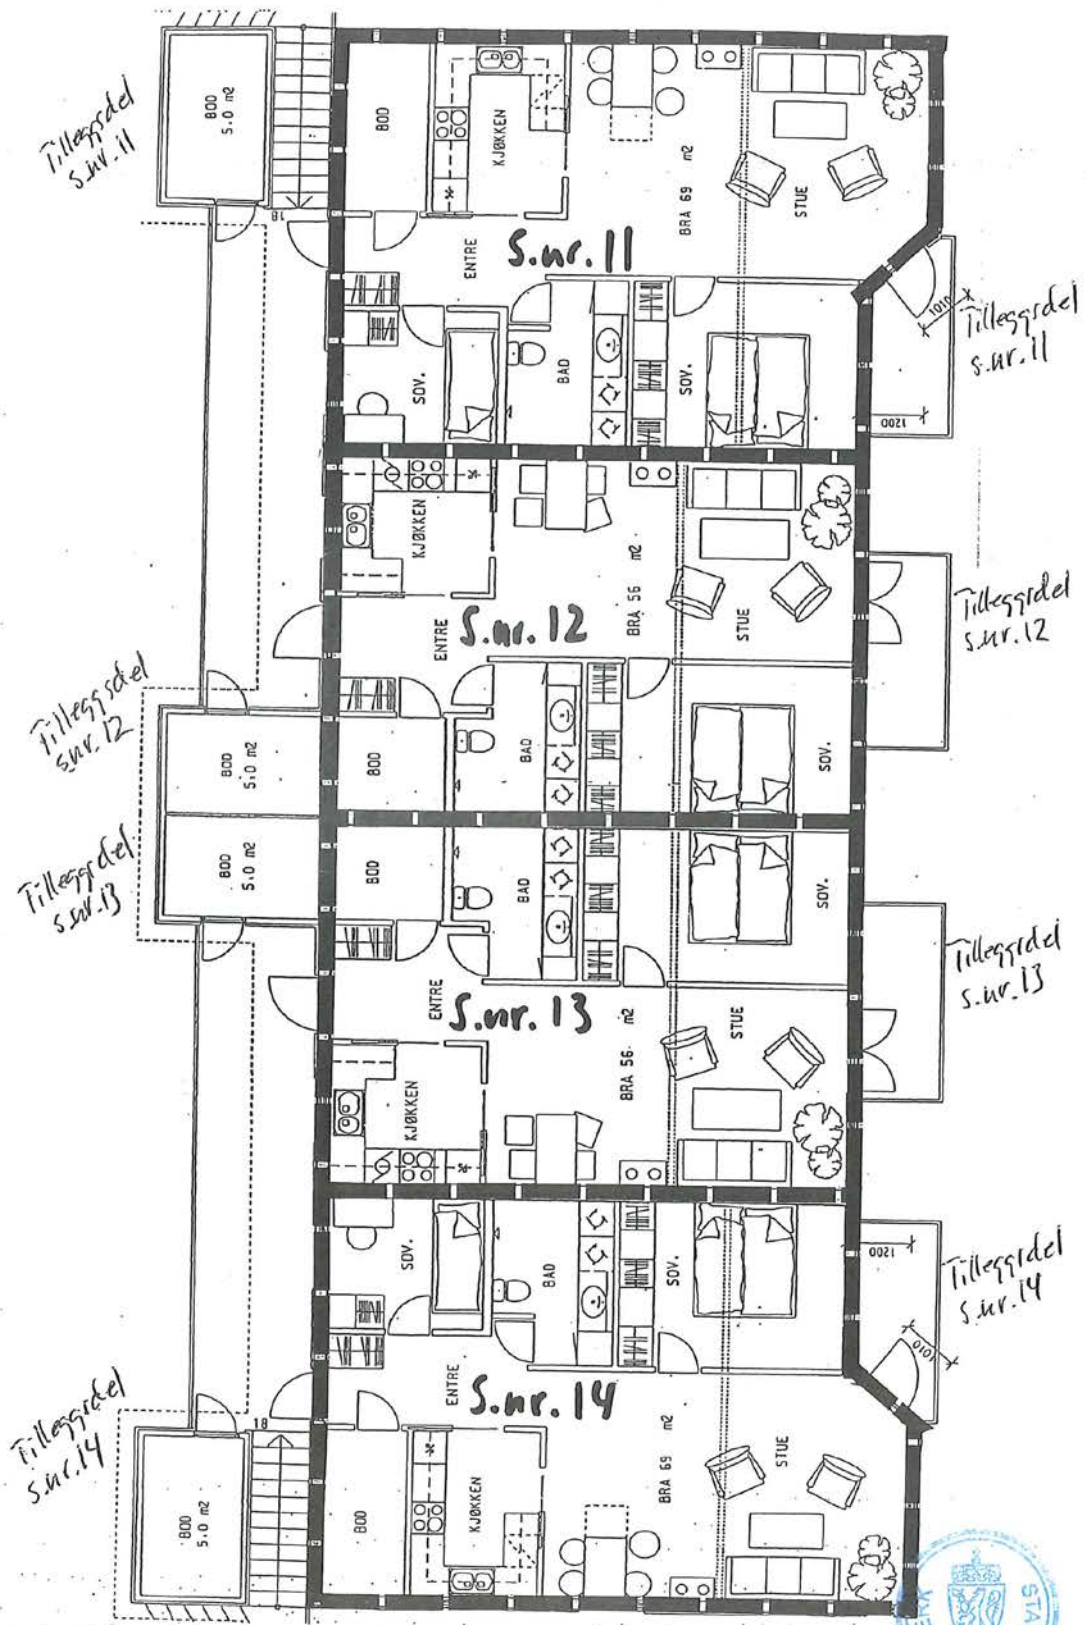 Tilleggsdel
s.nr. 11
BOD
5.0 m2
18
BOD
KJØKKEN
ENTRE
S.nr. 11
BRA 69 m2
STUE
SOV.
BAD
SOV.
1010
1200
Tilleggsdel
s.nr. 11
KJØKKEN
ENTRE
S.nr. 12
BRA 56 m2
STUE
Tilleggsdel
s.nr. 12
Tilleggsdel
s.nr. 12
BOD
5.0 m2
BOD
BAD
SOV.
Tilleggsdel
s.nr. 13
BOD
5.0 m2
BOD
BAD
SOV.
ENTRE
S.nr. 13
BRA 56 m2
STUE
KJØKKEN
Tilleggsdel
s.nr. 13
SOV.
BAD
SOV.
1200
1010
Tilleggsdel
s.nr. 14
ENTRE
S.nr. 14
BRA 69 m2
STUE
Tilleggsdel
s.nr. 14
18
BOD
5.0 m2
BOD
KJØKKEN